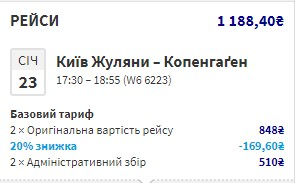 РЕЙСИ 1 188,40₴
СІЧ
23
Київ Жуляни – Копенгаґен
17:30 – 18:55 (W6 6223)
Базовий тариф
2 × Оригінальна вартість рейсу 848₴
20% знижка -169,60₴
2 × Адміністративний збір 510₴